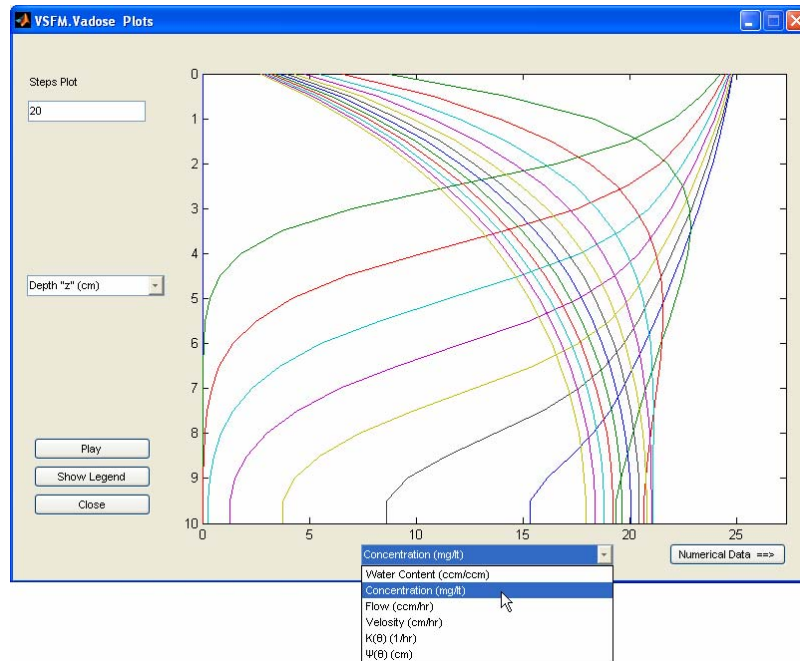 VSFM.Vadose Plots
Steps Plot
20
Depth "z" (cm)
Play
Show Legend
Close
0
1
2
3
4
5
6
7
8
9
10
0 5 10 15 20 25
Concentration (mg/lt)
Numerical Data ==>
Water Content (ccm/ccm)
Concentration (mg/lt)
Flow (ccm/hr)
Velosity (cm/hr)
K(θ) (1/hr)
Ψ(θ) (cm)